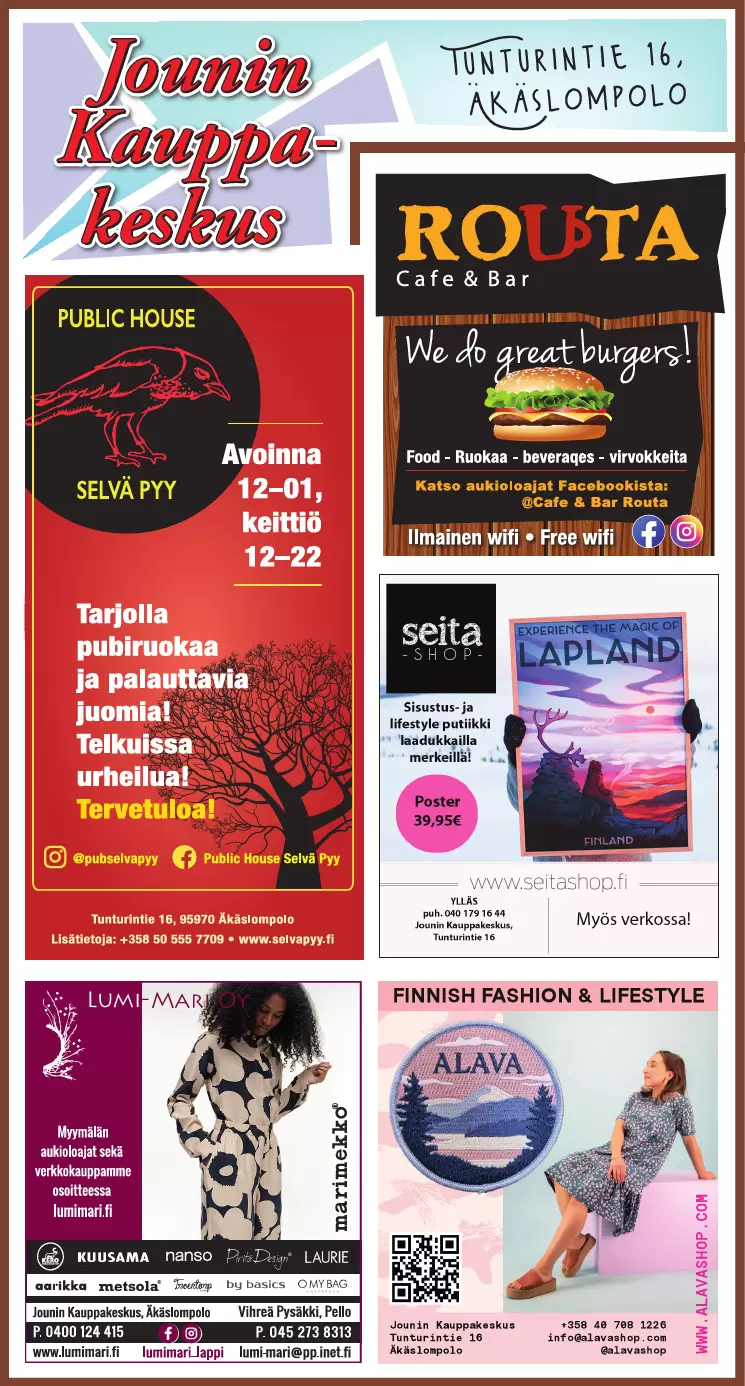 Jounin
Kauppa-
keskus
TUNTURINTIE 16,
ÄKÄSLOMPOLO
ROUTA
Cafe & Bar
We do great burgers!
Food - Ruokaa - beveraqes - virvokkeita
Katso aukioloajat Facebookista:
@Cafe & Bar Routa
Ilmainen wifi • Free wifi
PUBLIC HOUSE
SELVÄ PYY
Avoinna
12–01,
keittiö
12–22
Tarjolla
pubiruokaa
ja palauttavia
juomia!
Telkuissa
urheilua!
Tervetuloa!
@pubselvapyy
Public House Selvä Pyy
Tunturintie 16, 95970 Äkäslompolo
Lisätietoja: +358 50 555 7709 • www.selvapyy.fi
seita
-SHOP-
Sisustus- ja
lifestyle putiikki
laadukkailla
merkeillä!
Poster
39,95€
EXPERIENCE THE MAGIC OF
LAPLAND
FINLAND
www.seitashop.fi
YLLÄS
puh. 040 179 16 44
Jounin Kauppakeskus,
Tunturintie 16
Myös verkossa!
LUMI-MARI OY
Myymälän
aukioloajat sekä
verkkokauppamme
osoitteessa
lumimari.fi
marimekko®
KERO KUUSAMA nanso Piritta Design® LAURIE
aarikka metsola® by basics O MY BAG
AMSTERDAM
Jounin Kauppakeskus, Äkäslompolo
P. 0400 124 415
www.lumimari.fi
lumimari_lappi
Vihreä Pysäkki, Pello
P. 045 273 8313
lumi-mari@pp.inet.fi
FINNISH FASHION & LIFESTYLE
ALAVA
WWW.ALAVASHOP.COM
Jounin Kauppakeskus
Tunturintie 16
Äkäslompolo
+358 40 708 1226
info@alavashop.com
@alavashop